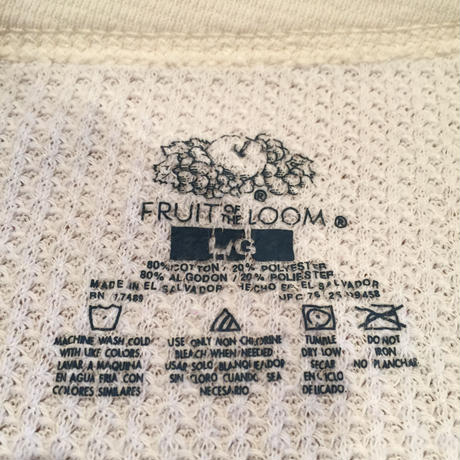 FRUIT OF THE LOOM ®
L/G
80% COTTON / 20% POLYESTER
80% ALGODON / 20% POLIESTER
MADE IN EL SALVADOR HECHO EN EL SALVADOR
RN 17489
MACHINE WASH COLD
WITH LIKE COLORS.
LAVAR A MAQUINA
EN AGUA FRIA CON
COLORES SIMILARES
USE ONLY NON CHLORINE
BLEACH WHEN NEEDED
USAR SOLO BLANQUEADOR
SIN CLORO CUANDO SEA
NECESARIO
TUMBLE
DRY LOW
SECAR
EN CICLO
DELICADO.
DO NOT
IRON
NO PLANCHAR